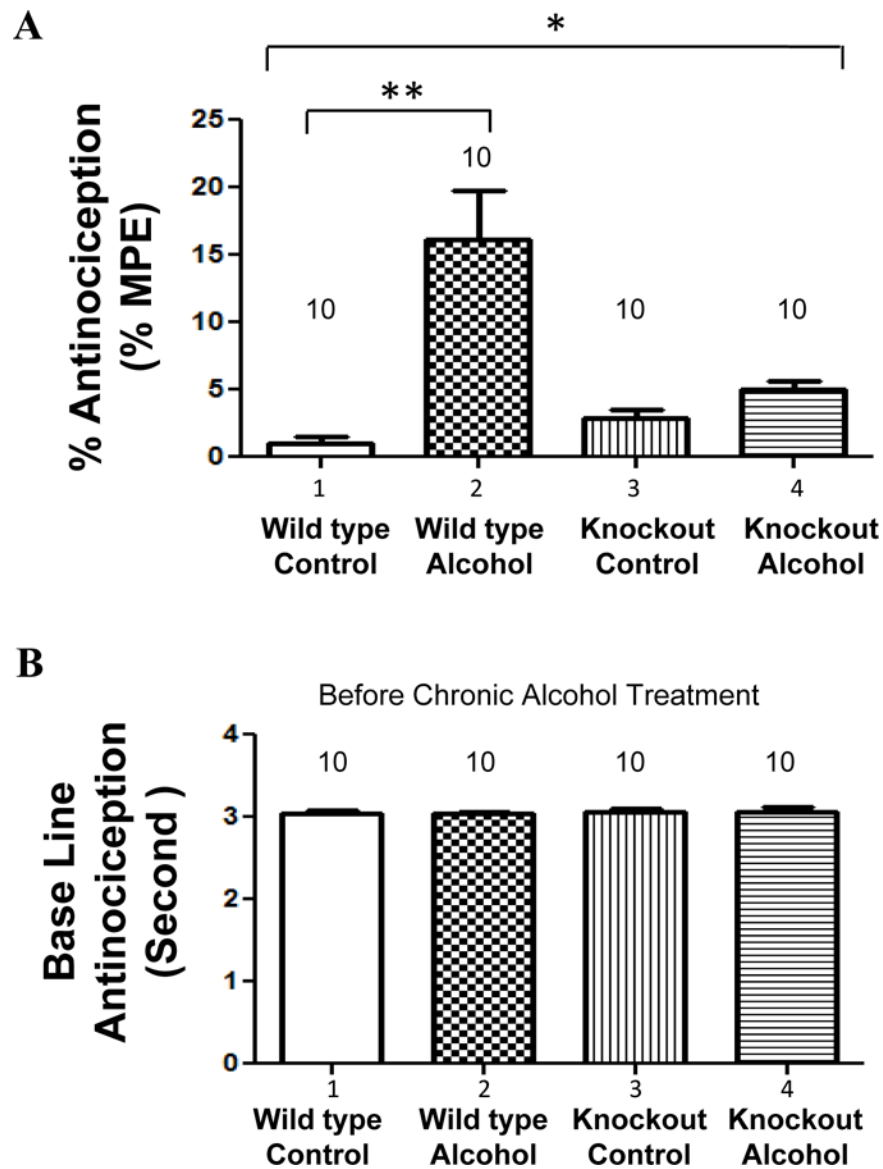 A
*
**
% Antinociception
(% MPE)
25
20
15
10
5
0
10
10
10
10
1
2
3
4
Wild type
Control
Wild type
Alcohol
Knockout
Control
Knockout
Alcohol
B
Before Chronic Alcohol Treatment
Base Line
Antinociception
(Second )
4
3
2
1
0
10
10
10
10
1
2
3
4
Wild type
Control
Wild type
Alcohol
Knockout
Control
Knockout
Alcohol